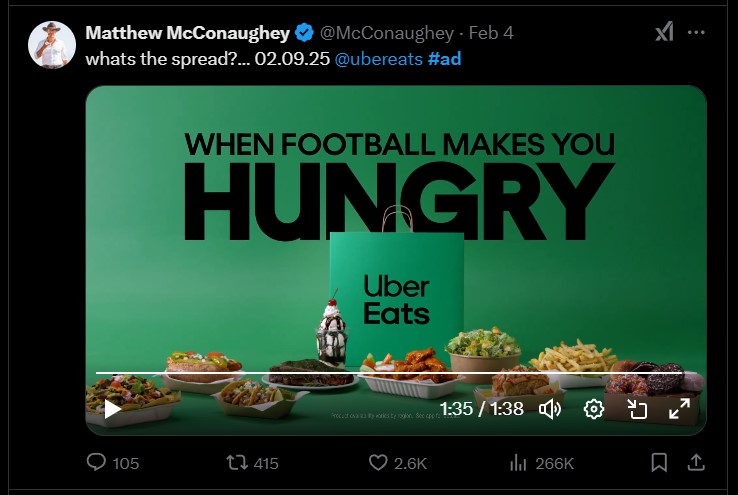 Matthew McConaughey @McConaughey · Feb 4
whats the spread?... 02.09.25 @ubereats #ad
WHEN FOOTBALL MAKES YOU
HUNGRY
Uber
Eats
1:35 / 1:38
105 415 2.6K 266K